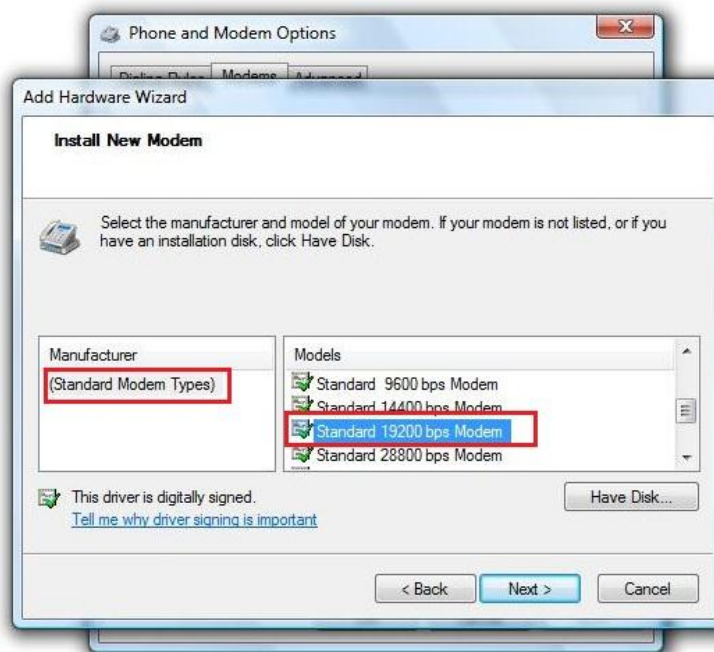 Phone and Modem Options
Dialing Rules Modems Advanced
Add Hardware Wizard
Install New Modem
Select the manufacturer and model of your modem. If your modem is not listed, or if you
have an installation disk, click Have Disk.
Manufacturer
(Standard Modem Types)
Models
Standard 9600 bps Modem
Standard 14400 bps Modem
Standard 19200 bps Modem
Standard 28800 bps Modem
This driver is digitally signed.
Tell me why driver signing is important
Have Disk...
< Back Next > Cancel